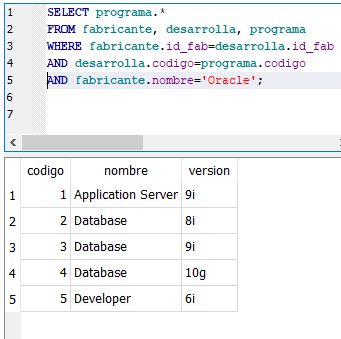 1 SELECT programa.*
2 FROM fabricante, desarrolla, programa
3 WHERE fabricante.id_fab=desarrolla.id_fab
4 AND desarrolla.codigo=programa.codigo
5 AND fabricante.nombre='Oracle';
6
7
codigo nombre version
1 1 Application Server 9i
2 2 Database 8i
3 3 Database 9i
4 4 Database 10g
5 5 Developer 6i